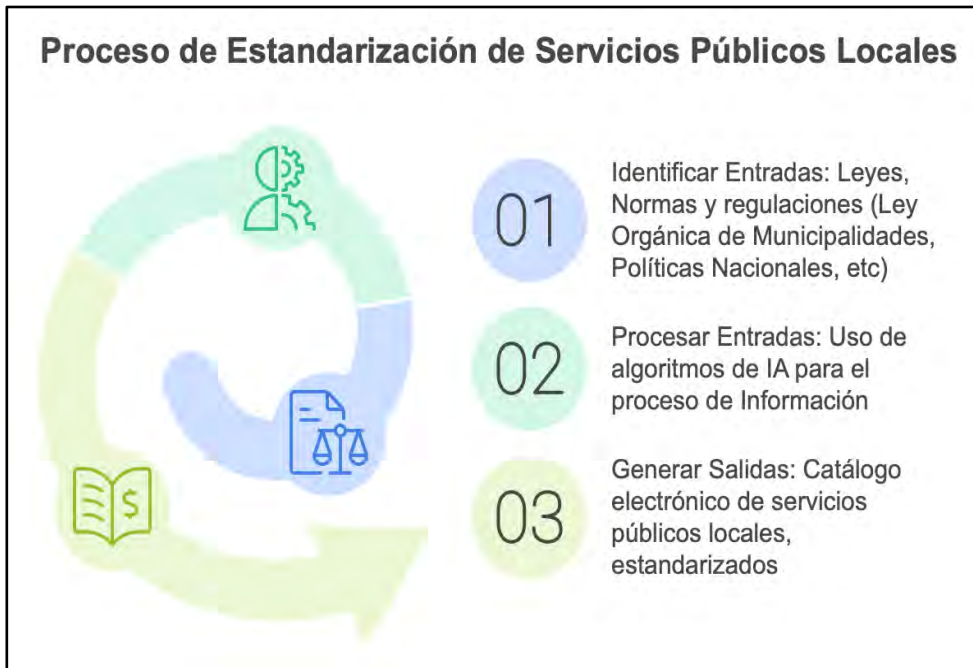 Proceso de Estandarización de Servicios Públicos Locales
01
Identificar Entradas: Leyes,
Normas y regulaciones (Ley
Orgánica de Municipalidades,
Políticas Nacionales, etc)
02
Procesar Entradas: Uso de
algoritmos de IA para el
proceso de Información
03
Generar Salidas: Catálogo
electrónico de servicios
públicos locales,
estandarizados
$